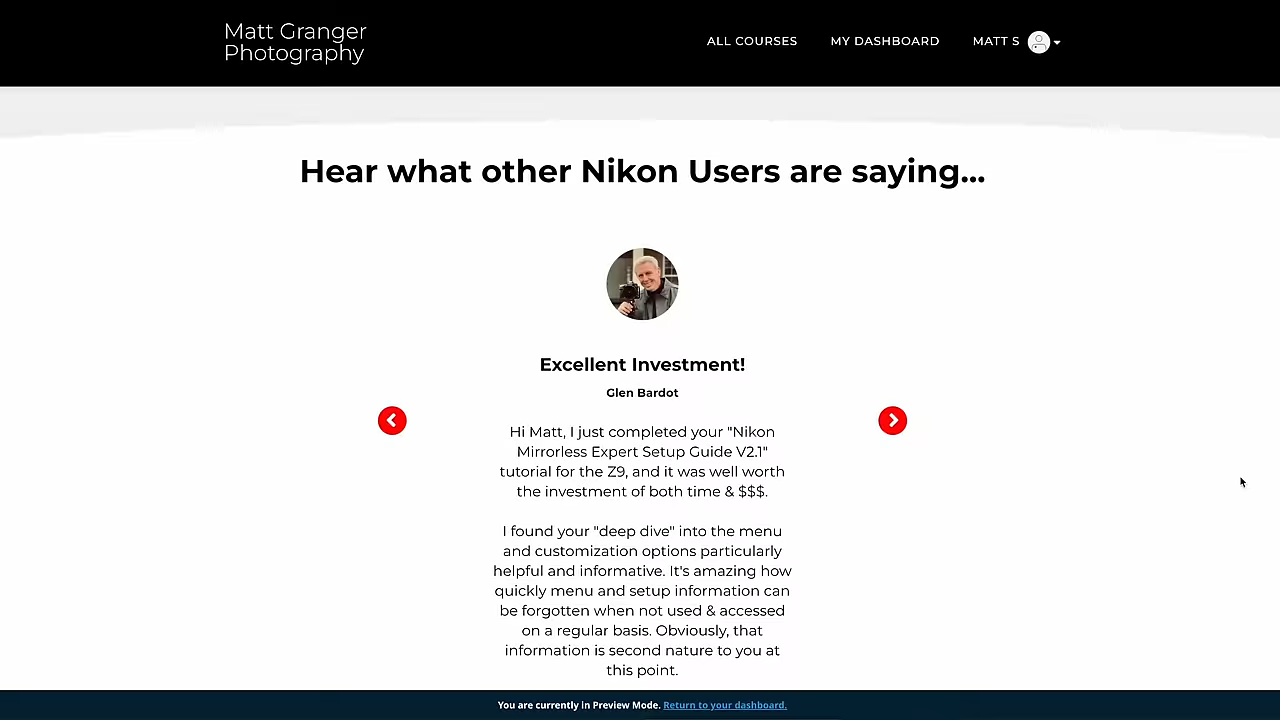 Matt Granger
Photography
ALL COURSES
MY DASHBOARD
MATT S
Hear what other Nikon Users are saying...
Excellent Investment!
Glen Bardot
Hi Matt, I just completed your "Nikon
Mirrorless Expert Setup Guide V2.1"
tutorial for the Z9, and it was well worth
the investment of both time & $$$.
I found your "deep dive" into the menu
and customization options particularly
helpful and informative. It's amazing how
quickly menu and setup information can
be forgotten when not used & accessed
on a regular basis. Obviously, that
information is second nature to you at
this point.
You are currently in Preview Mode. Return to your dashboard.